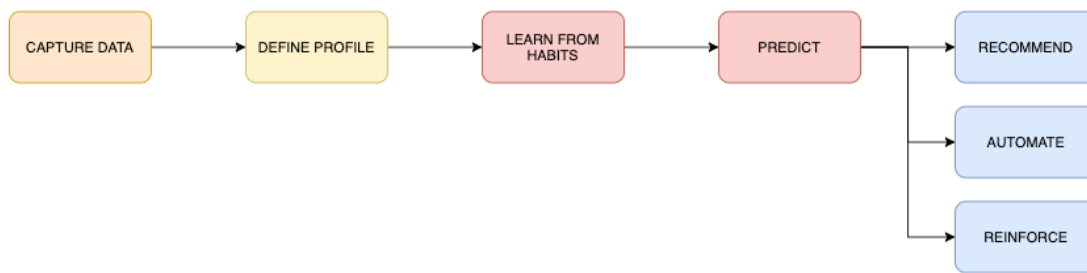 CAPTURE DATA
DEFINE PROFILE
LEARN FROM
HABITS
PREDICT
RECOMMEND
AUTOMATE
REINFORCE